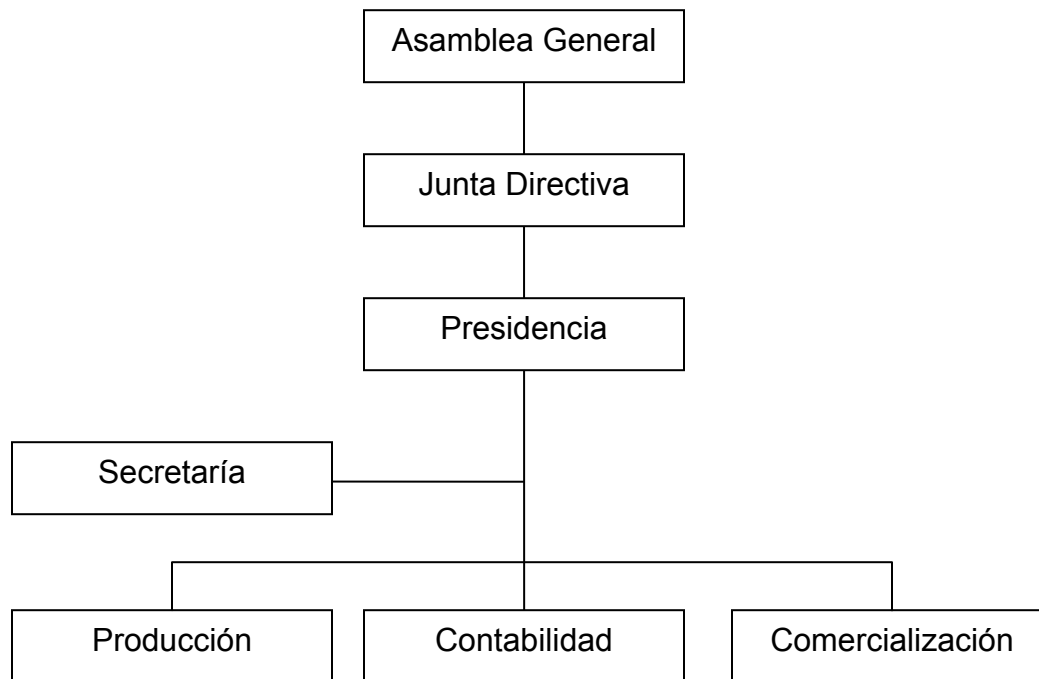 Asamblea General
Junta Directiva
Presidencia
Secretaría
Producción
Contabilidad
Comercialización